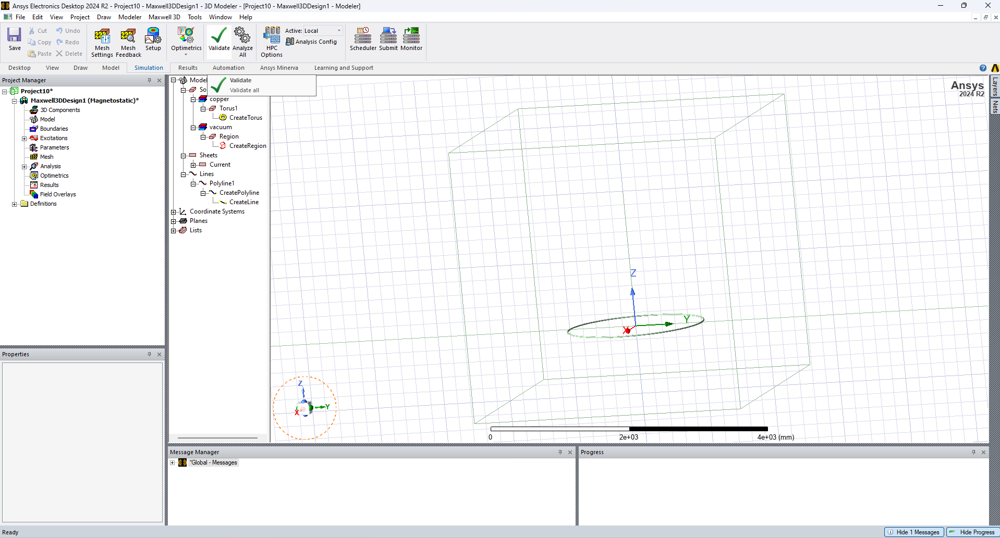 Ansys Electronics Desktop 2024 R2 - Project10 - Maxwell3DDesign1 - 3D Modeler - [Project10 - Maxwell3DDesign1 - Modeler]
File Edit View Project Draw Modeler Maxwell 3D Tools Window Help
Save
Cut
Copy
Paste
Undo
Redo
Delete
Mesh
Settings
Mesh
Feedback
Setup
Optimetrics
Validate
Analyze
All
HPC
Options
Active: Local
Analysis Config
Scheduler
Submit
Monitor
Desktop View Draw Model Simulation Results Automation Ansys Minerva Learning and Support
Project Manager
Project10*
Maxwell3DDesign1 (Magnetostatic)*
3D Components
Model
Boundaries
Excitations
Parameters
Mesh
Analysis
Optimetrics
Results
Field Overlays
Definitions
Properties
Model
So
Validate
Validate all
copper
Torus1
CreateTorus
vacuum
Region
CreateRegion
Sheets
Current
Lines
Polyline1
CreatePolyline
CreateLine
Coordinate Systems
Planes
Lists
Ansys
2024 R2
Layers
Nets
Z
Y
X
Z
Y
X
0
2e+03
4e+03 (mm)
Message Manager
*Global - Messages
Progress
Ready
Hide 1 Messages
Hide Progress